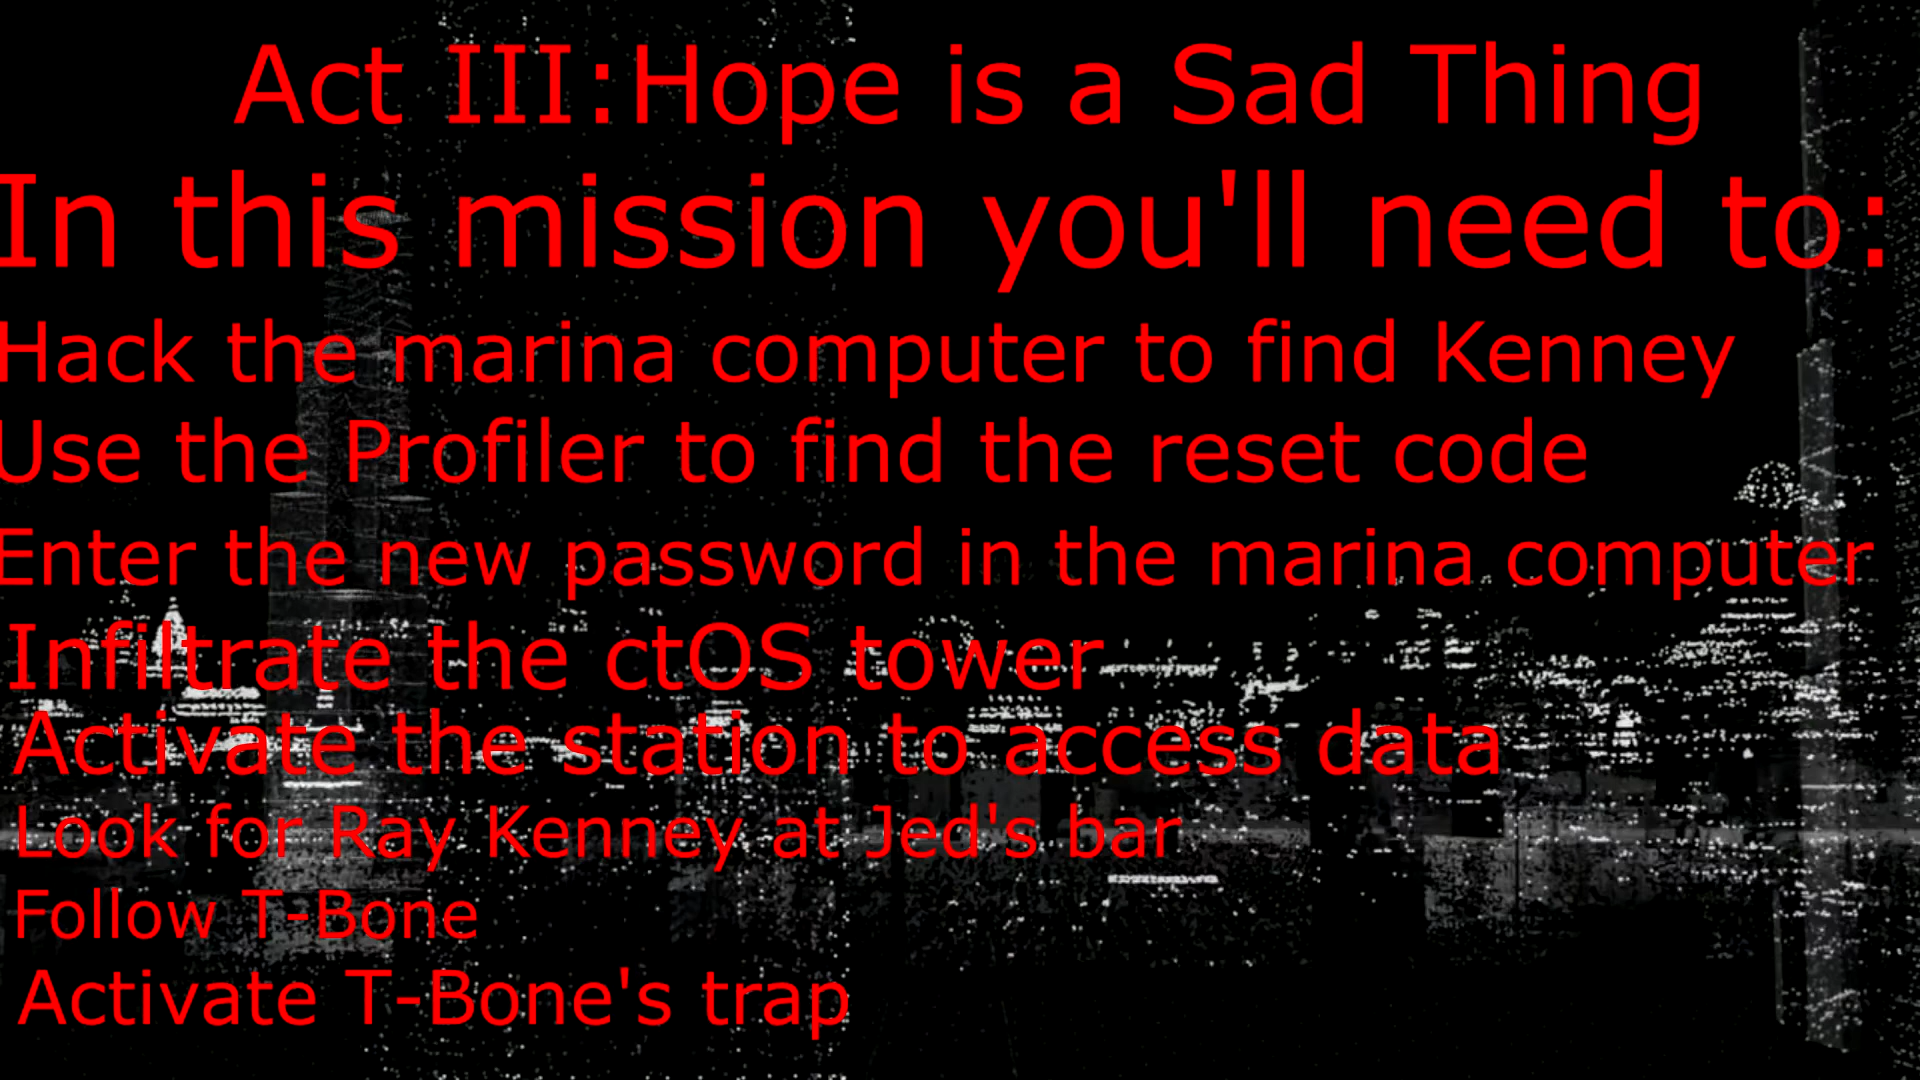 Act III:Hope is a Sad Thing
In this mission you'll need to:
Hack the marina computer to find Kenney
Use the Profiler to find the reset code
Enter the new password in the marina computer
Infiltrate the ctOS tower
Activate the station to access data
Look for Ray Kenney at Jed's bar
Follow T-Bone
Activate T-Bone's trap